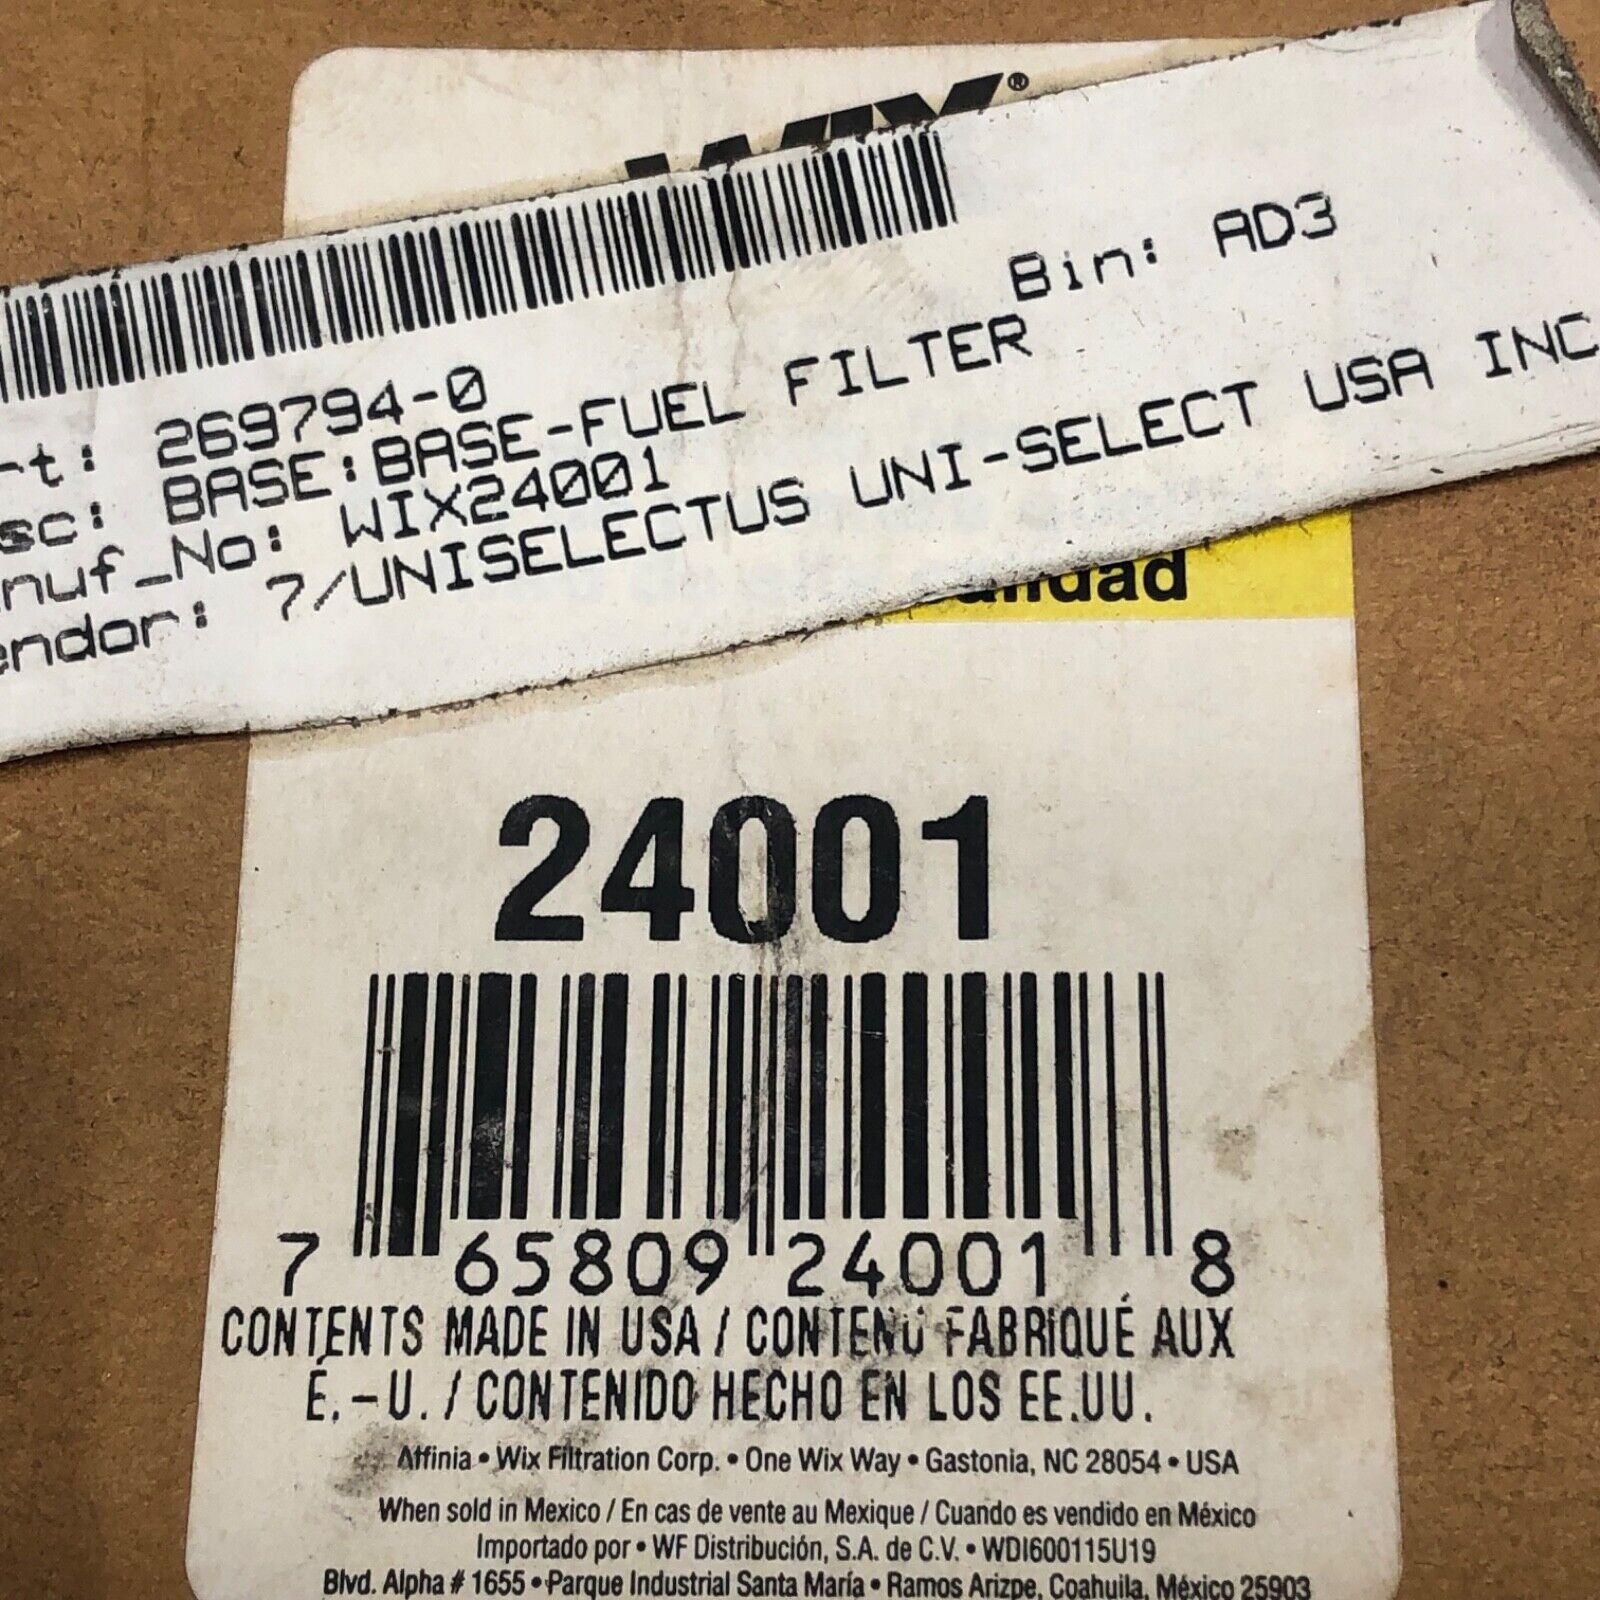 ®
Bin: AD3
269794-0
BASE:BASE-FUEL FILTER
WIX24001
7/UNISELECTUS UNI-SELECT USA INC
24001
7 65809 24001 8
CONTENTS MADE IN USA / CONTENU FABRIQUÉ AUX
É.-U. / CONTENIDO HECHO EN LOS EE.UU.
Affinia • Wix Filtration Corp. • One Wix Way • Gastonia, NC 28054 • USA
When sold in Mexico / En cas de vente au Mexique / Cuando es vendido en México
Importado por • WF Distribución, S.A. de C.V. • WDI600115U19
Blvd. Alpha # 1655 • Parque Industrial Santa María • Ramos Arizpe, Coahuila, México 25903